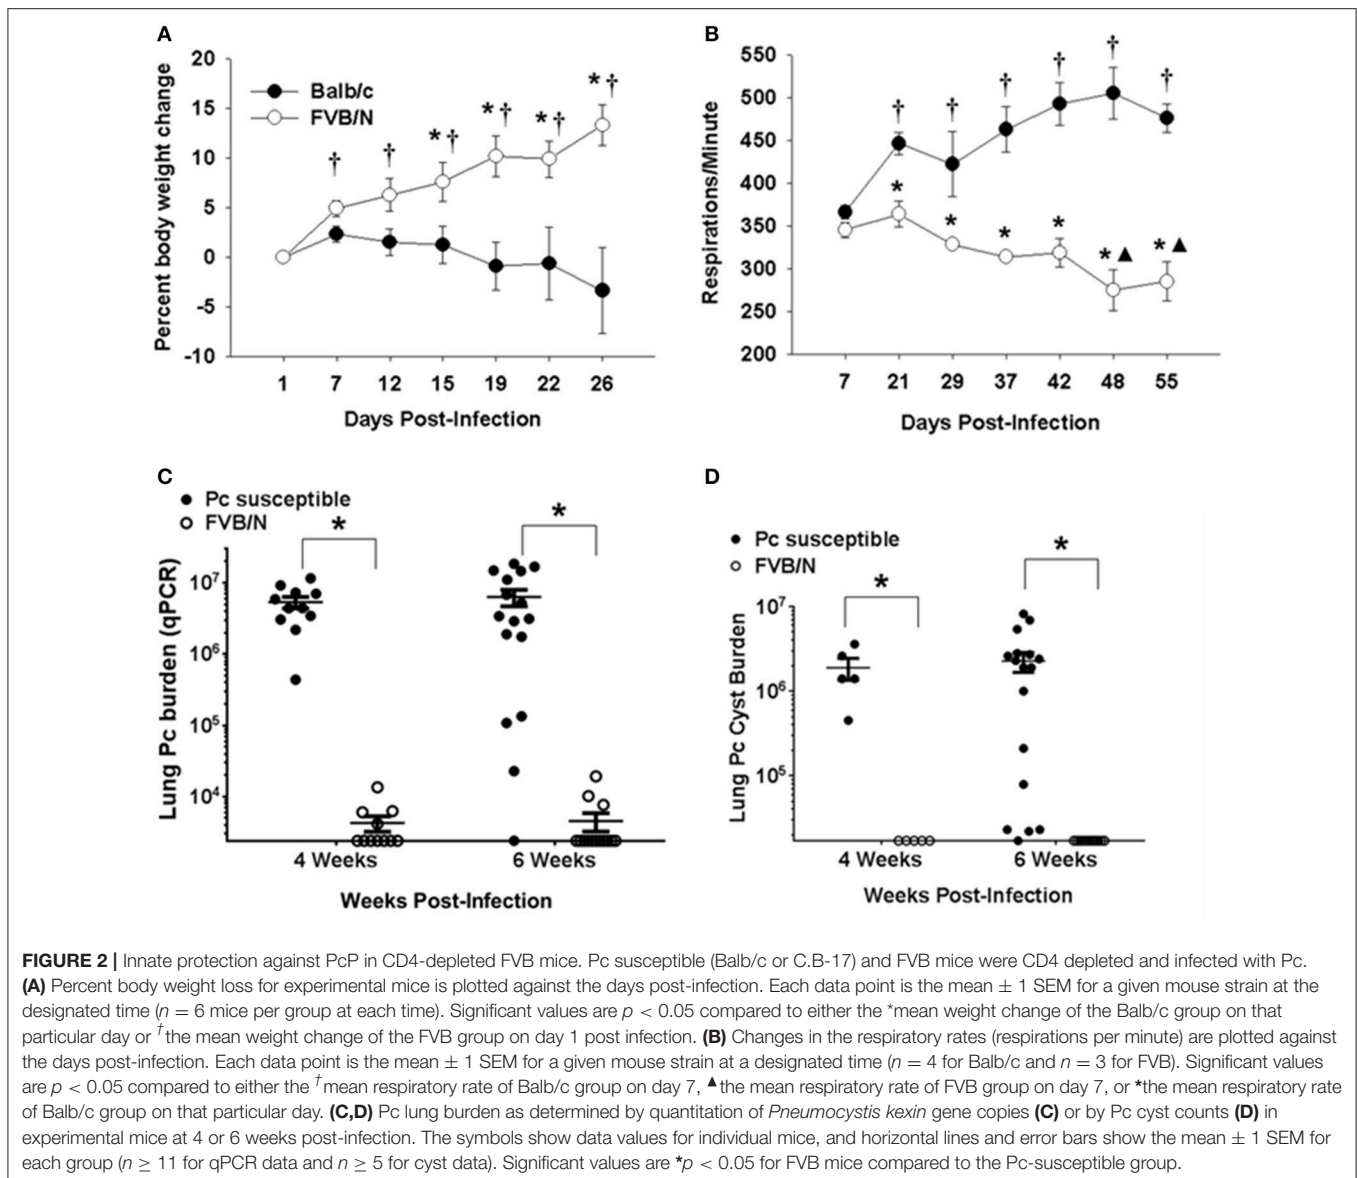 A
20
15
10
5
0
-5
-10
Percent body weight change
Balb/c
FVB/N
†
†
* †
* †
* †
* †
1 7 12 15 19 22 26
Days Post-Infection
B
550
500
450
400
350
300
250
200
Respirations/Minute
† † † † † †
* * * * * ▲ * ▲
7 21 29 37 42 48 55
Days Post-Infection
C
Pc susceptible
FVB/N
* *
10⁷
10⁶
10⁵
10⁴
Lung Pc burden (qPCR)
4 Weeks 6 Weeks
Weeks Post-Infection
D
Pc susceptible
FVB/N
* *
10⁷
10⁶
10⁵
Lung Pc Cyst Burden
4 Weeks 6 Weeks
Weeks Post-Infection
FIGURE 2 | Innate protection against PcP in CD4-depleted FVB mice. Pc susceptible (Balb/c or C.B-17) and FVB mice were CD4 depleted and infected with Pc.
(A) Percent body weight loss for experimental mice is plotted against the days post-infection. Each data point is the mean ± 1 SEM for a given mouse strain at the
designated time (n = 6 mice per group at each time). Significant values are p < 0.05 compared to either the *mean weight change of the Balb/c group on that
particular day or †the mean weight change of the FVB group on day 1 post infection. (B) Changes in the respiratory rates (respirations per minute) are plotted against
the days post-infection. Each data point is the mean ± 1 SEM for a given mouse strain at a designated time (n = 4 for Balb/c and n = 3 for FVB). Significant values
are p < 0.05 compared to either the †mean respiratory rate of Balb/c group on day 7, ▲the mean respiratory rate of FVB group on day 7, or *the mean respiratory rate
of Balb/c group on that particular day. (C,D) Pc lung burden as determined by quantitation of Pneumocystis kexin gene copies (C) or by Pc cyst counts (D) in
experimental mice at 4 or 6 weeks post-infection. The symbols show data values for individual mice, and horizontal lines and error bars show the mean ± 1 SEM for
each group (n ≥ 11 for qPCR data and n ≥ 5 for cyst data). Significant values are *p < 0.05 for FVB mice compared to the Pc-susceptible group.